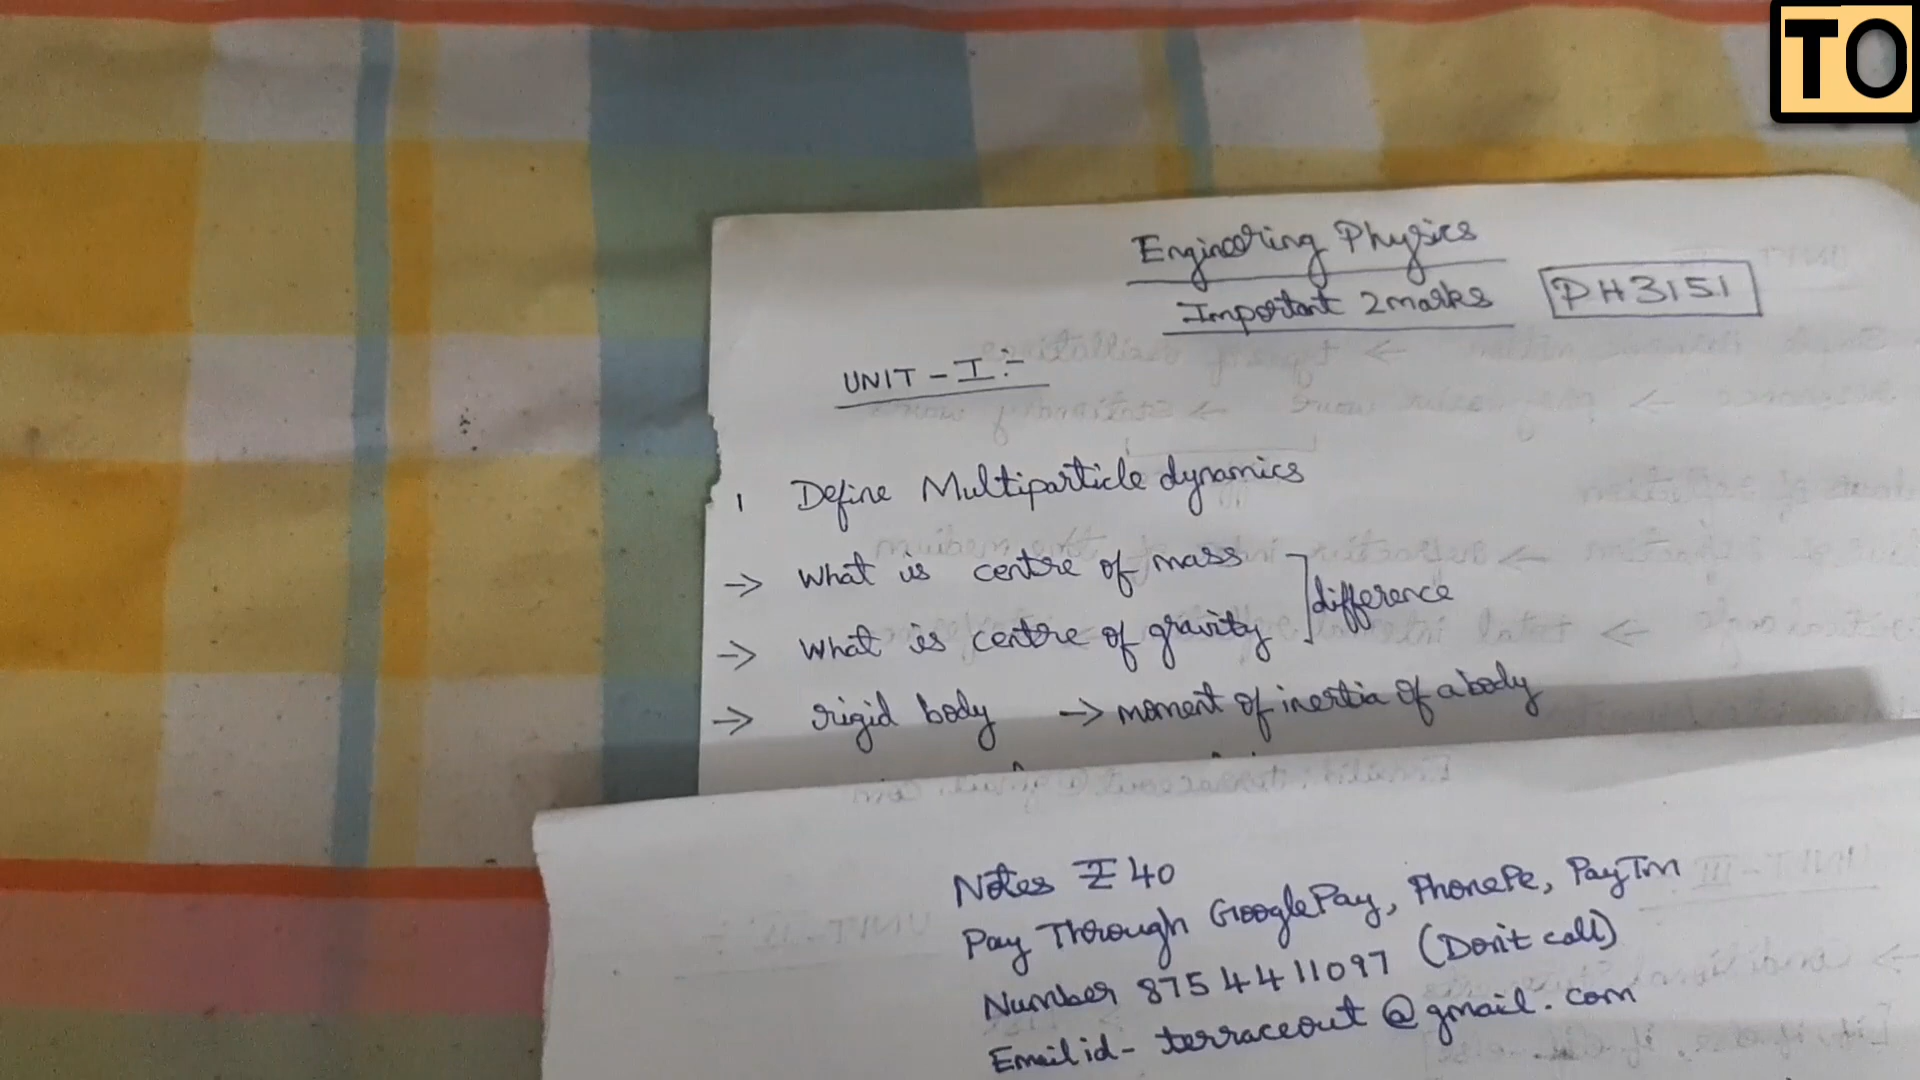 TO
Engineering Physics
Important 2marks PH3151
UNIT - I :-
1 Define Multiparticle dynamics
→ What is centre of mass
difference
→ What is centre of gravity
→ rigid body → moment of inertia of a body
Notes ₹ 40
Pay Through GooglePay, PhonePe, PayTm
Number 8754411097 (Don't call)
Email id - terraceout@gmail.com